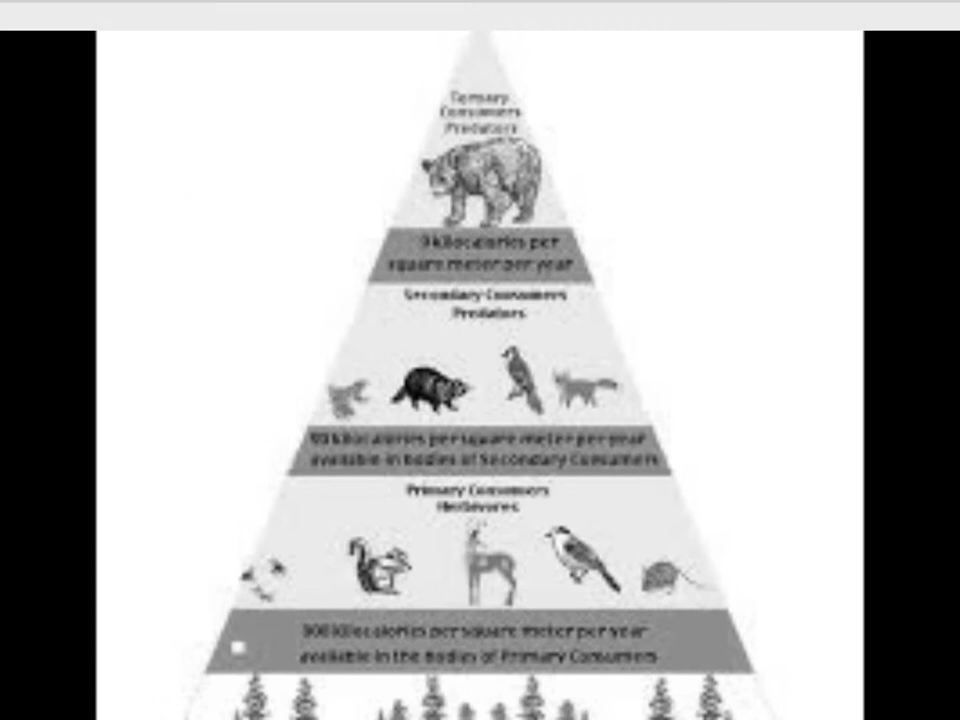 Tertiary
Consumers
Predators
kilocalories per
square meter per year
Secondary Consumers
Predators
kilocalories per square meter per year
available in bodies of Secondary Consumers
Primary Consumers
Herbivores
kilocalories per square meter per year
available in the bodies of Primary Consumers